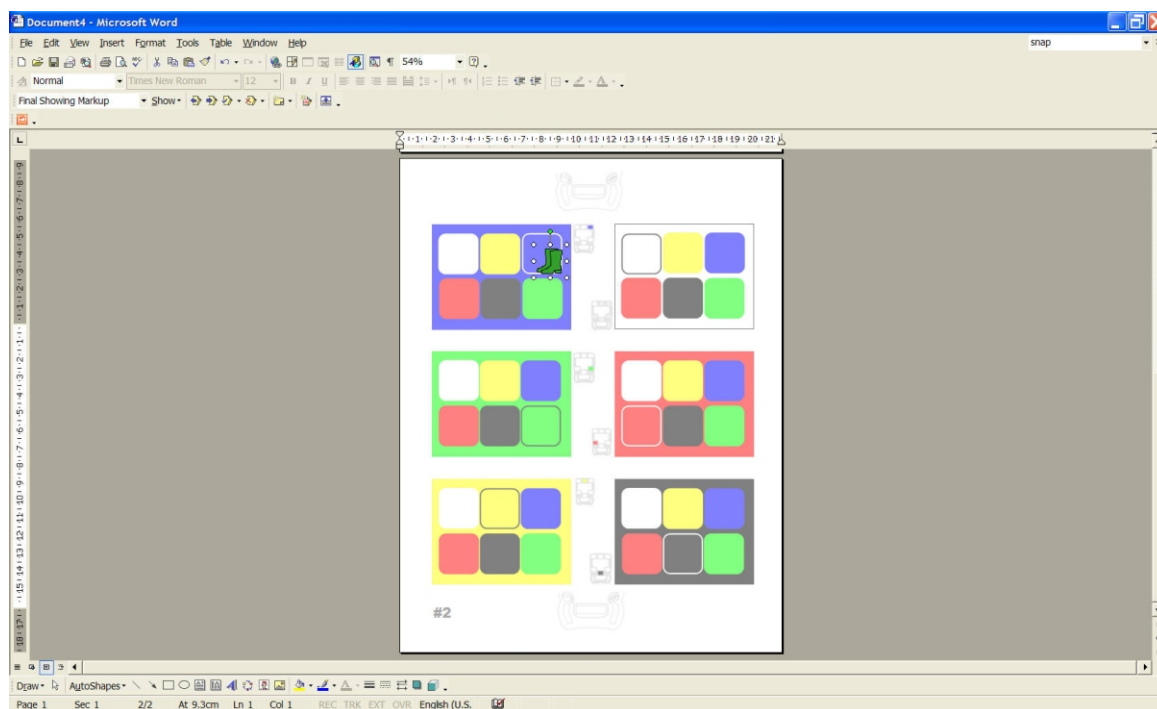 Document4 - Microsoft Word
File Edit View Insert Format Tools Table Window Help snap
54%
Normal Times New Roman 12 B I U
Final Showing Markup Show
L
#2
Draw AutoShapes
Page 1 Sec 1 2/2 At 9.3cm Ln 1 Col 1 REC TRK EXT OVR English (U.S.